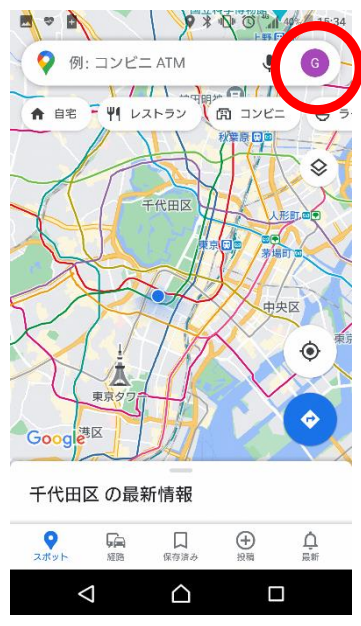 15:34
上野
例: コンビニ ATM
G
自宅
レストラン
コンビニ
秋葉原
千代田区
人形町
東京
茅場町
中央区
東京タワ
Google
港区
千代田区 の最新情報
スポット
経路
保存済み
投稿
最新